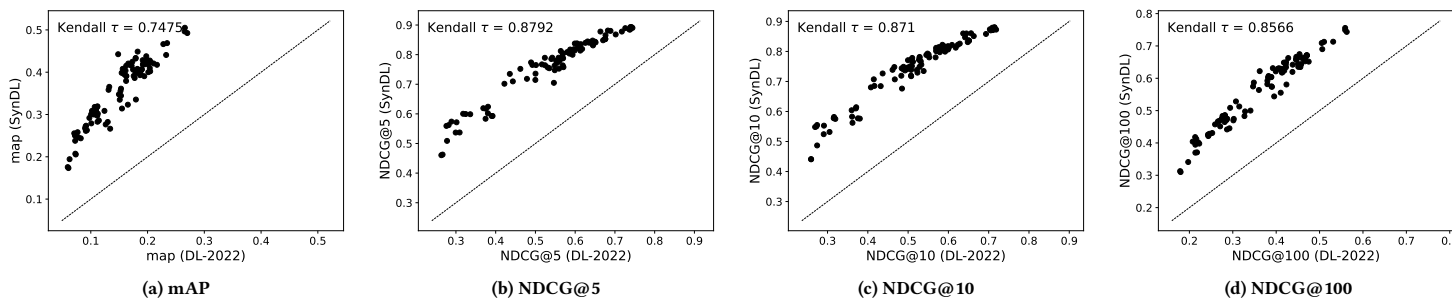 Kendall τ = 0.7475
0.5
0.4
0.3
0.2
0.1
map (SynDL)
0.1 0.2 0.3 0.4 0.5
map (DL-2022)
(a) mAP
Kendall τ = 0.8792
0.9
0.8
0.7
0.6
0.5
0.4
0.3
NDCG@5 (SynDL)
0.3 0.4 0.5 0.6 0.7 0.8 0.9
NDCG@5 (DL-2022)
(b) NDCG@5
Kendall τ = 0.871
0.9
0.8
0.7
0.6
0.5
0.4
0.3
NDCG@10 (SynDL)
0.3 0.4 0.5 0.6 0.7 0.8 0.9
NDCG@10 (DL-2022)
(c) NDCG@10
Kendall τ = 0.8566
0.8
0.7
0.6
0.5
0.4
0.3
0.2
NDCG@100 (SynDL)
0.2 0.3 0.4 0.5 0.6 0.7
NDCG@100 (DL-2022)
(d) NDCG@100